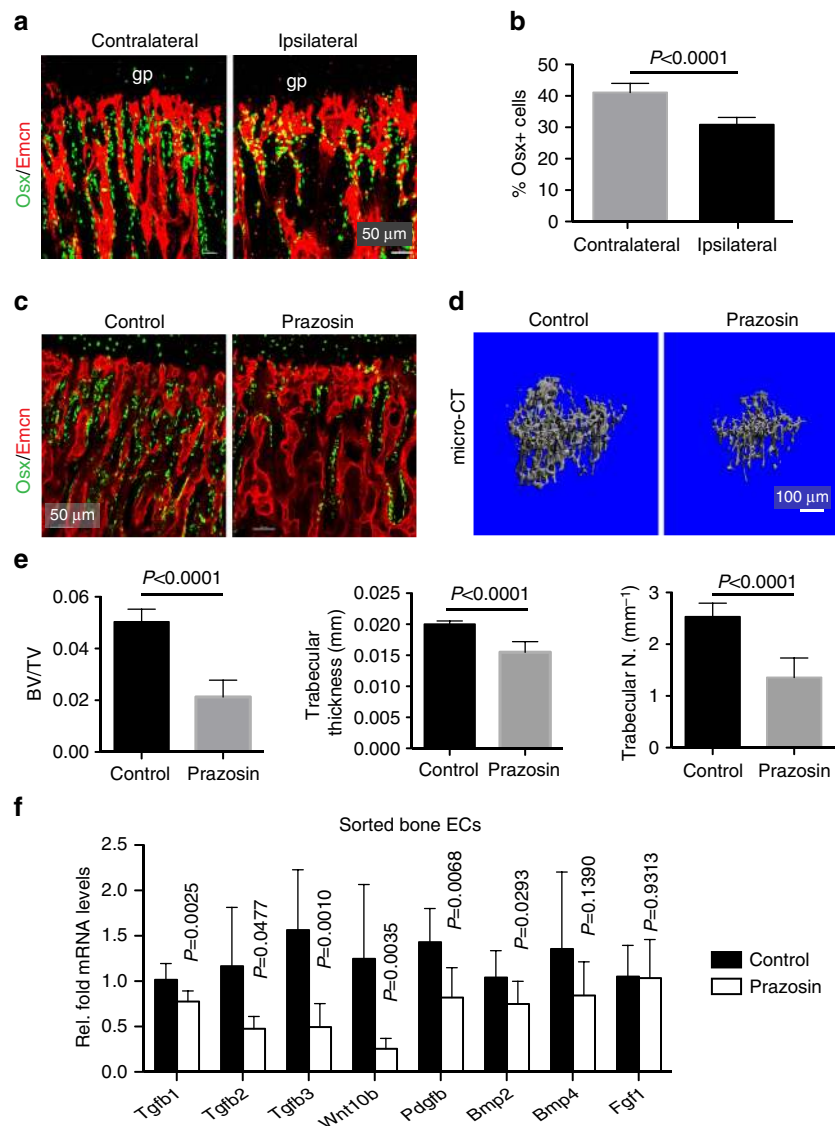 a
Contralateral
Ipsilateral
gp
gp
Osx/Emcn
50 μm
b
P<0.0001
% Osx+ cells
50
40
30
20
10
0
Contralateral
Ipsilateral
c
Control
Prazosin
Osx/Emcn
50 μm
d
Control
Prazosin
micro-CT
100 μm
e
P<0.0001
BV/TV
0.06
0.04
0.02
0.00
Control
Prazosin
P<0.0001
Trabecular
thickness (mm)
0.025
0.020
0.015
0.010
0.005
0.000
Control
Prazosin
P<0.0001
Trabecular N. (mm⁻¹)
3
2
1
0
Control
Prazosin
f
Sorted bone ECs
Rel. fold mRNA levels
2.5
2.0
1.5
1.0
0.5
0.0
P=0.0025
P=0.0477
P=0.0010
P=0.0035
P=0.0068
P=0.0293
P=0.1390
P=0.9313
Control
Prazosin
Tgfb1
Tgfb2
Tgfb3
Wnt10b
Pdgfb
Bmp2
Bmp4
Fgf1